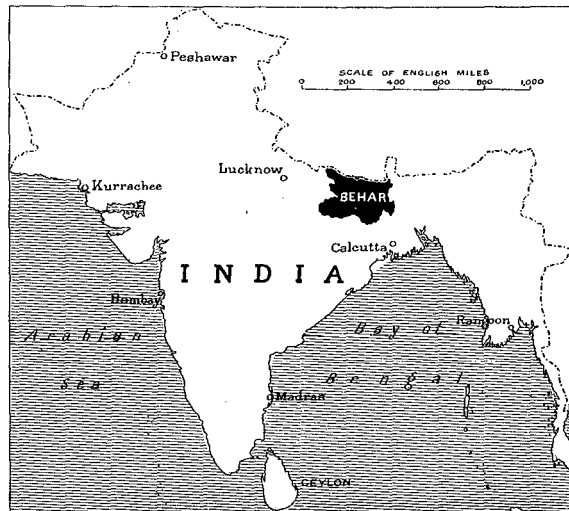 Peshawar
SCALE OF ENGLISH MILES
0 200 400 600 800 1,000
Lucknow
Kurrachee
BEHAR
Calcutta
INDIA
Bombay
Rangoon
Arabian
Bay of
Sea
Bengal
Madras
CEYLON